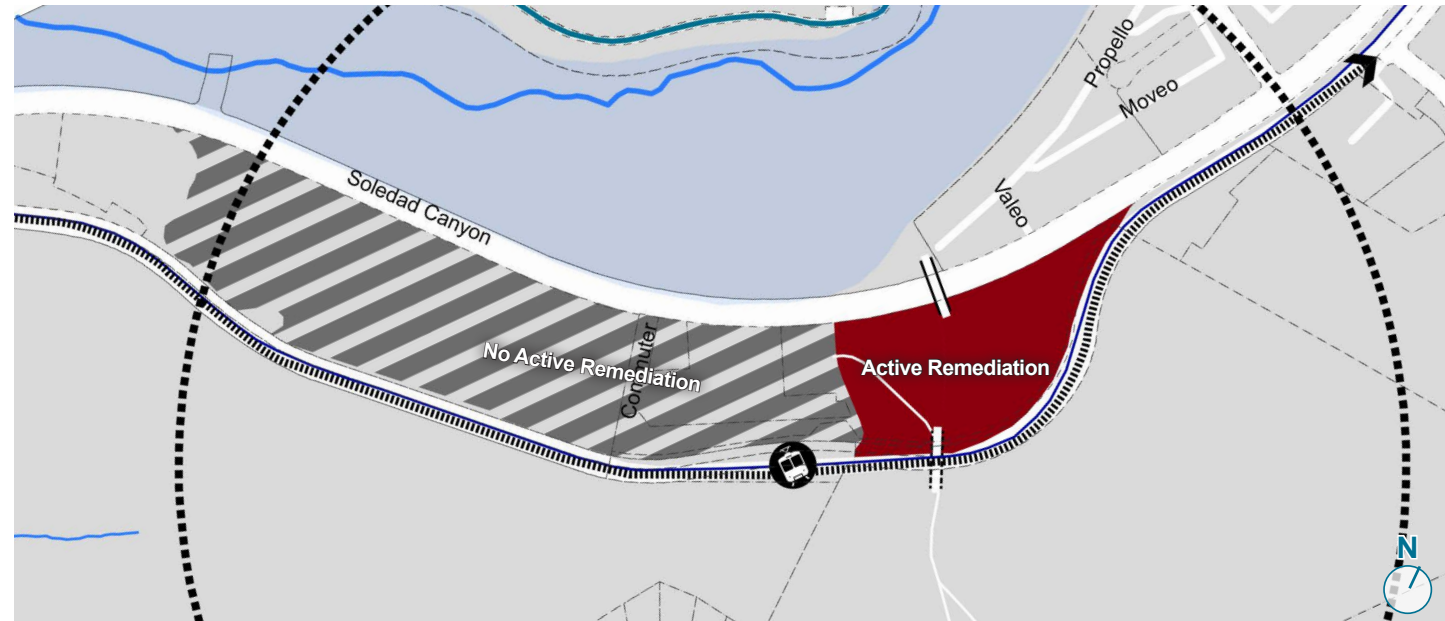 Propello
Moveo
Soledad Canyon
Valeo
No Active Remediation
Commuter
Active Remediation
N